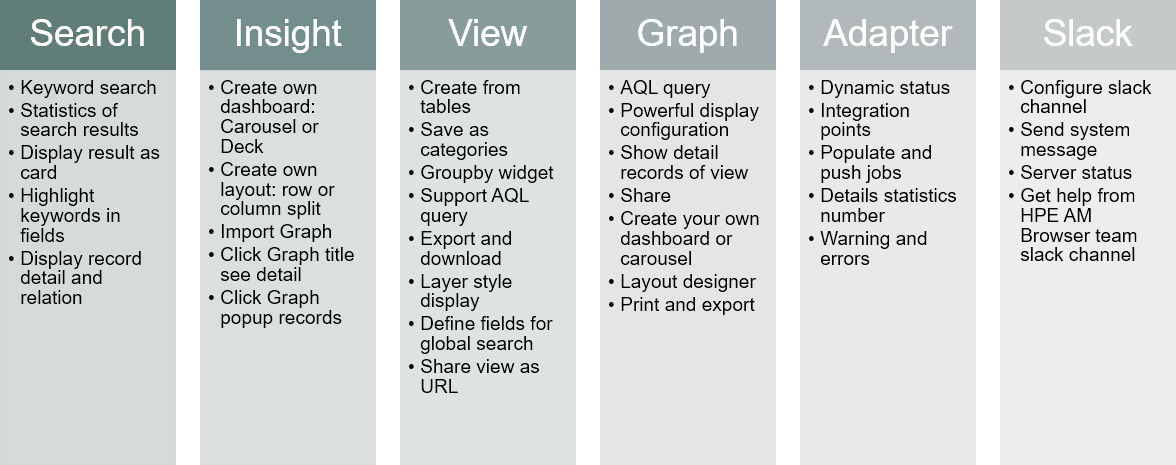 Search
• Keyword search
• Statistics of
search results
• Display result as
card
• Highlight
keywords in
fields
• Display record
detail and
relation
Insight
• Create own
dashboard:
Carousel or
Deck
• Create own
layout: row or
column split
• Import Graph
• Click Graph title
see detail
• Click Graph
popup records
View
• Create from
tables
• Save as
categories
• Groupby widget
• Support AQL
query
• Export and
download
• Layer style
display
• Define fields for
global search
• Share view as
URL
Graph
• AQL query
• Powerful display
configuration
• Show detail
records of view
• Share
• Create your own
dashboard or
carousel
• Layout designer
• Print and export
Adapter
• Dynamic status
• Integration
points
• Populate and
push jobs
• Details statistics
number
• Warning and
errors
Slack
• Configure slack
channel
• Send system
message
• Server status
• Get help from
HPE AM
Browser team
slack channel